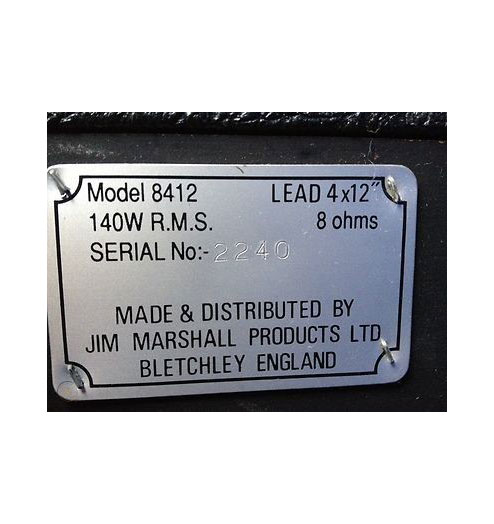 Model 8412 LEAD 4x12"
140W R.M.S. 8 ohms
SERIAL No:- 2240
MADE & DISTRIBUTED BY
JIM MARSHALL PRODUCTS LTD
BLETCHLEY ENGLAND